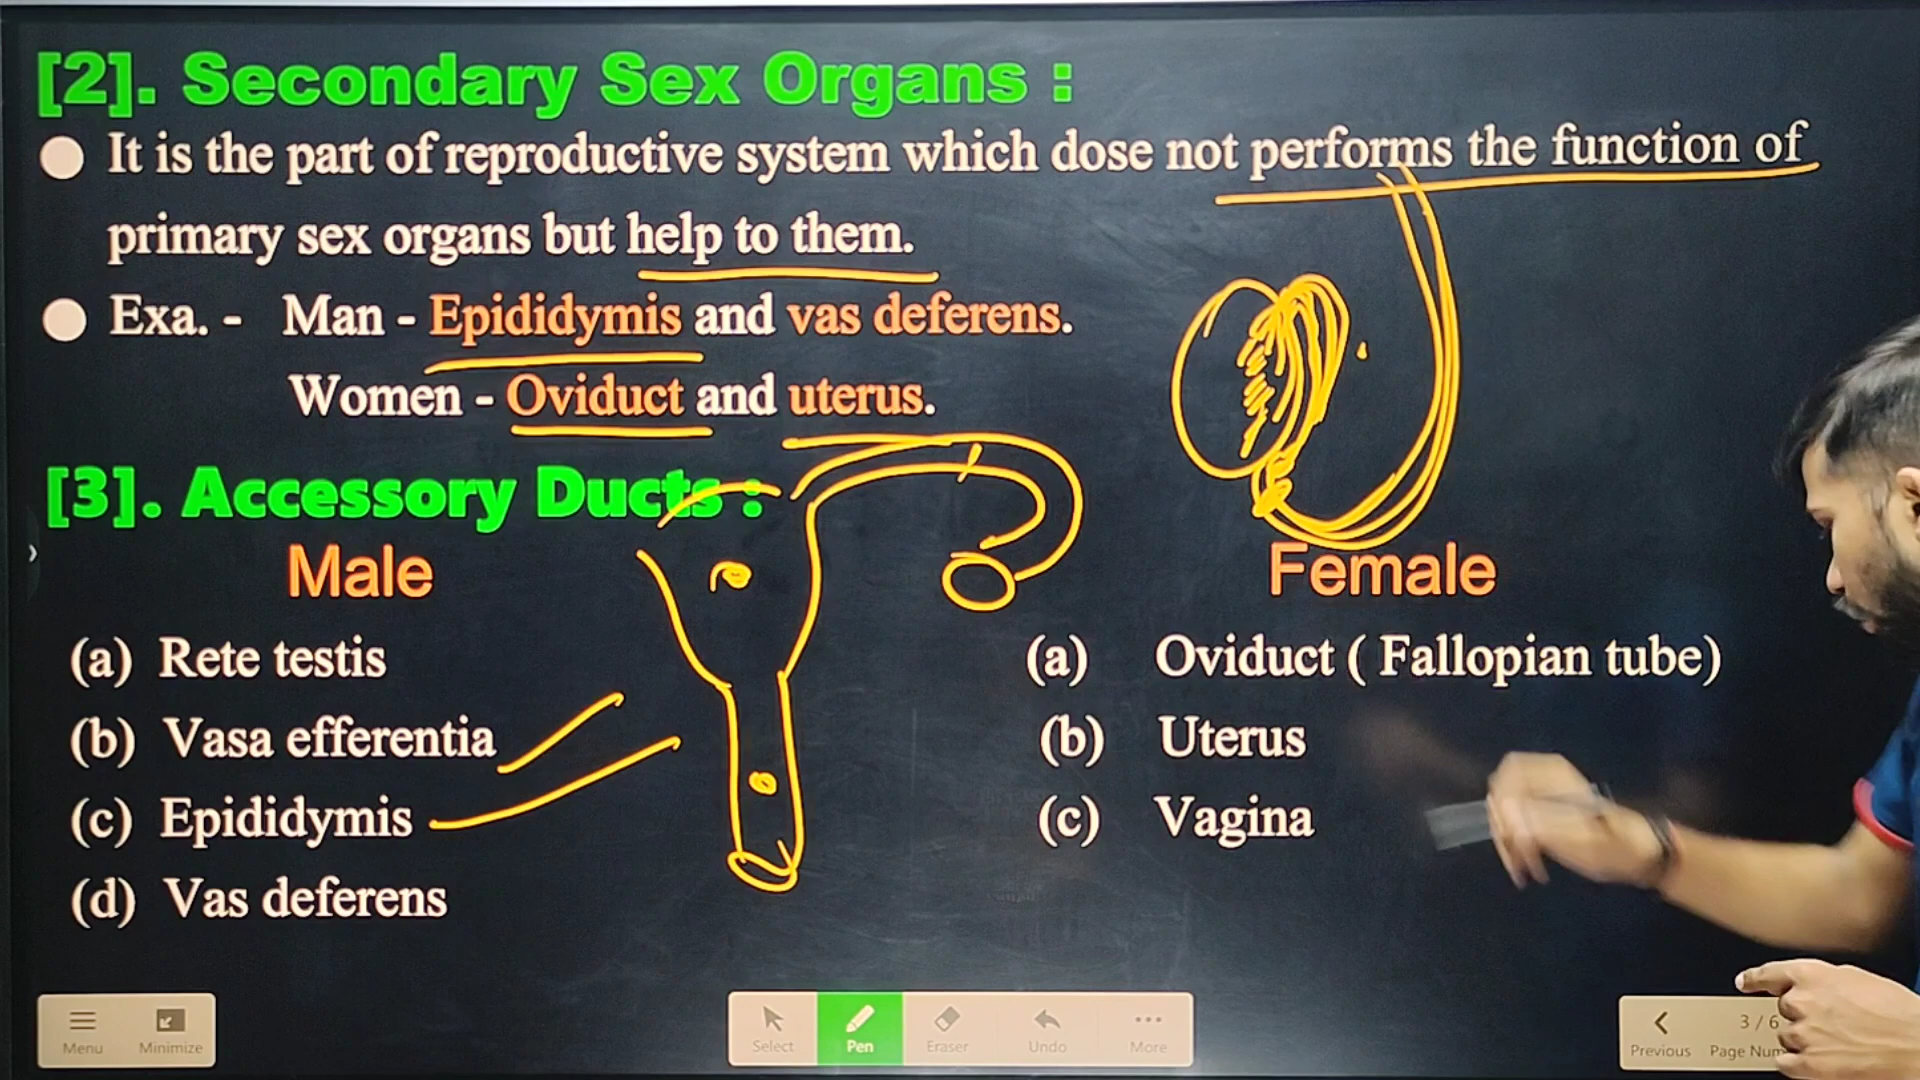 [2]. Secondary Sex Organs :
It is the part of reproductive system which dose not performs the function of
primary sex organs but help to them.
Exa. - Man - Epididymis and vas deferens.
Women - Oviduct and uterus.
[3]. Accessory Ducts :
Male
(a) Rete testis
(b) Vasa efferentia
(c) Epididymis
(d) Vas deferens
Female
(a) Oviduct ( Fallopian tube)
(b) Uterus
(c) Vagina
Menu Minimize
Select Pen Eraser Undo More
3 / 6
Previous Page